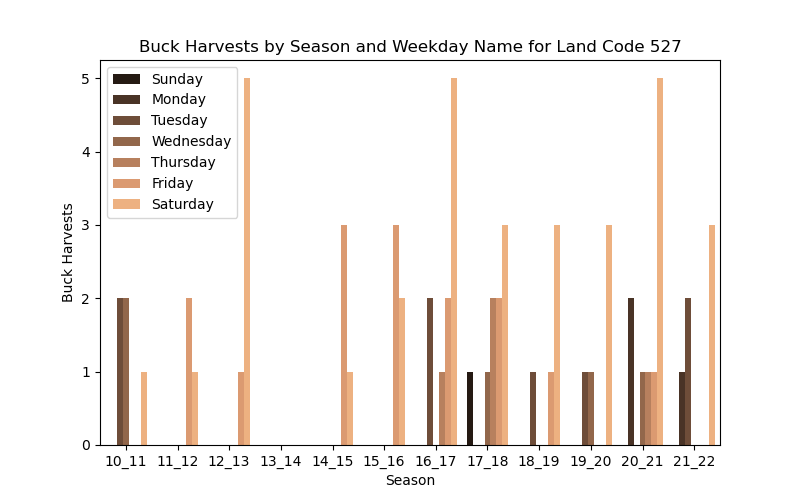 Buck Harvests by Season and Weekday Name for Land Code 527
Sunday
Monday
Tuesday
Wednesday
Thursday
Friday
Saturday
5
4
3
2
1
0
Buck Harvests
10_11 11_12 12_13 13_14 14_15 15_16 16_17 17_18 18_19 19_20 20_21 21_22
Season